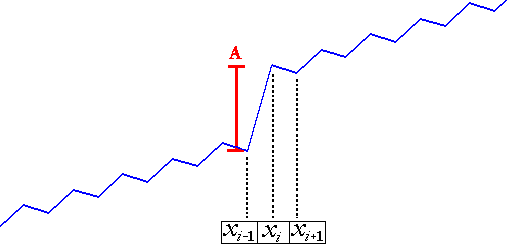 A
x_{i-1} x_i x_{i+1}